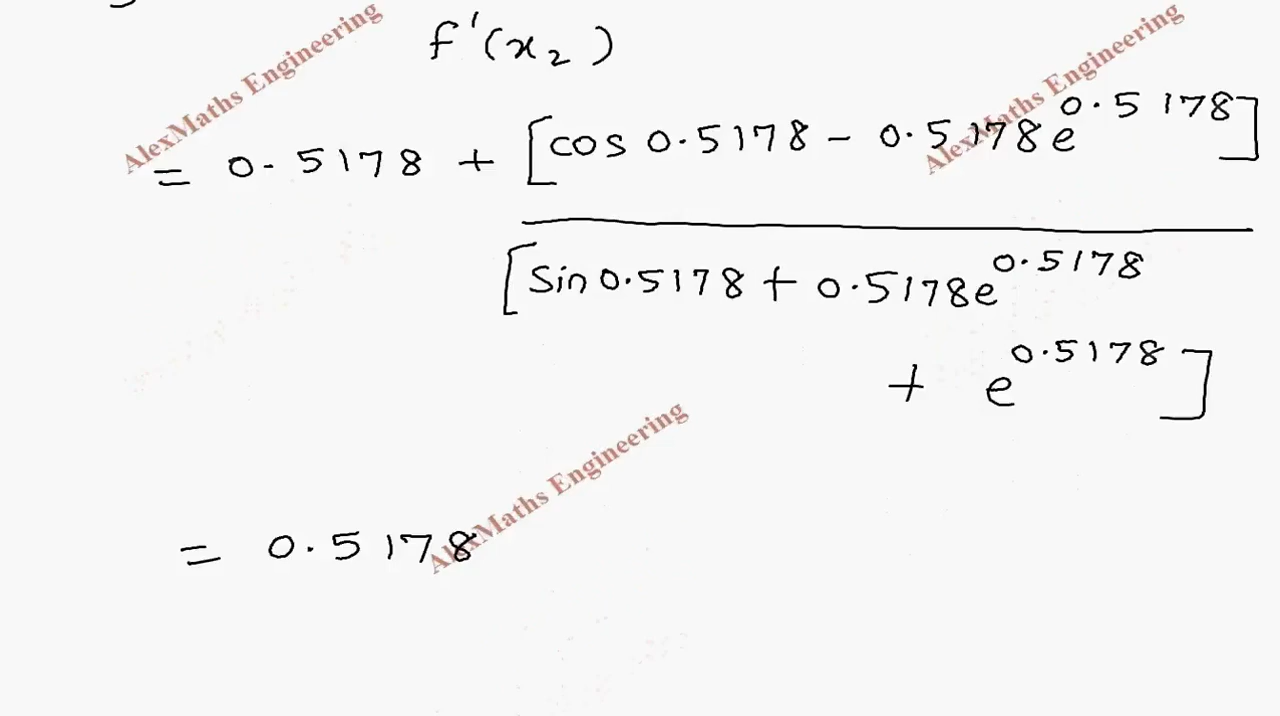 f'(x₂)
= 0.5178 + [cos 0.5178 − 0.5178e^0.5178]
[Sin 0.5178 + 0.5178e^0.5178
+ e^0.5178]
= 0.5178
AlexMaths Engineering
AlexMaths Engineering
AlexMaths Engineering